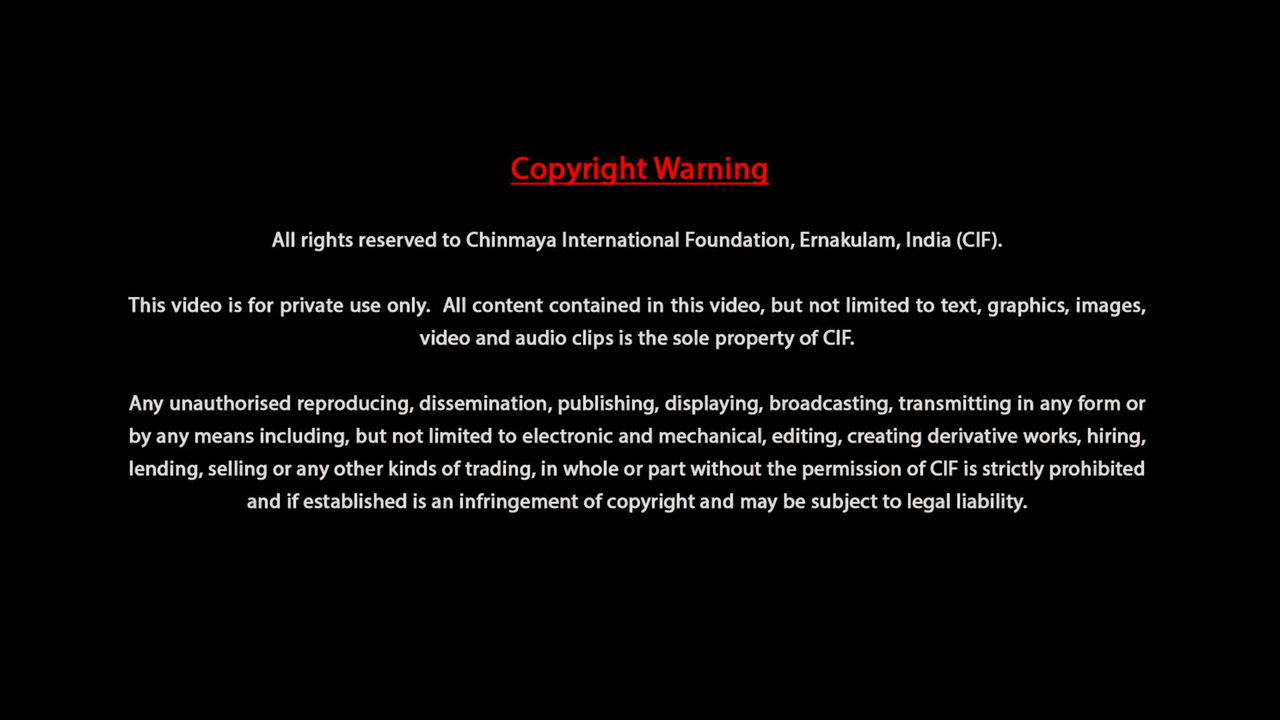 Copyright Warning
All rights reserved to Chinmaya International Foundation, Ernakulam, India (CIF).
This video is for private use only.  All content contained in this video, but not limited to text, graphics, images,
video and audio clips is the sole property of CIF.
Any unauthorised reproducing, dissemination, publishing, displaying, broadcasting, transmitting in any form or
by any means including, but not limited to electronic and mechanical, editing, creating derivative works, hiring,
lending, selling or any other kinds of trading, in whole or part without the permission of CIF is strictly prohibited
and if established is an infringement of copyright and may be subject to legal liability.